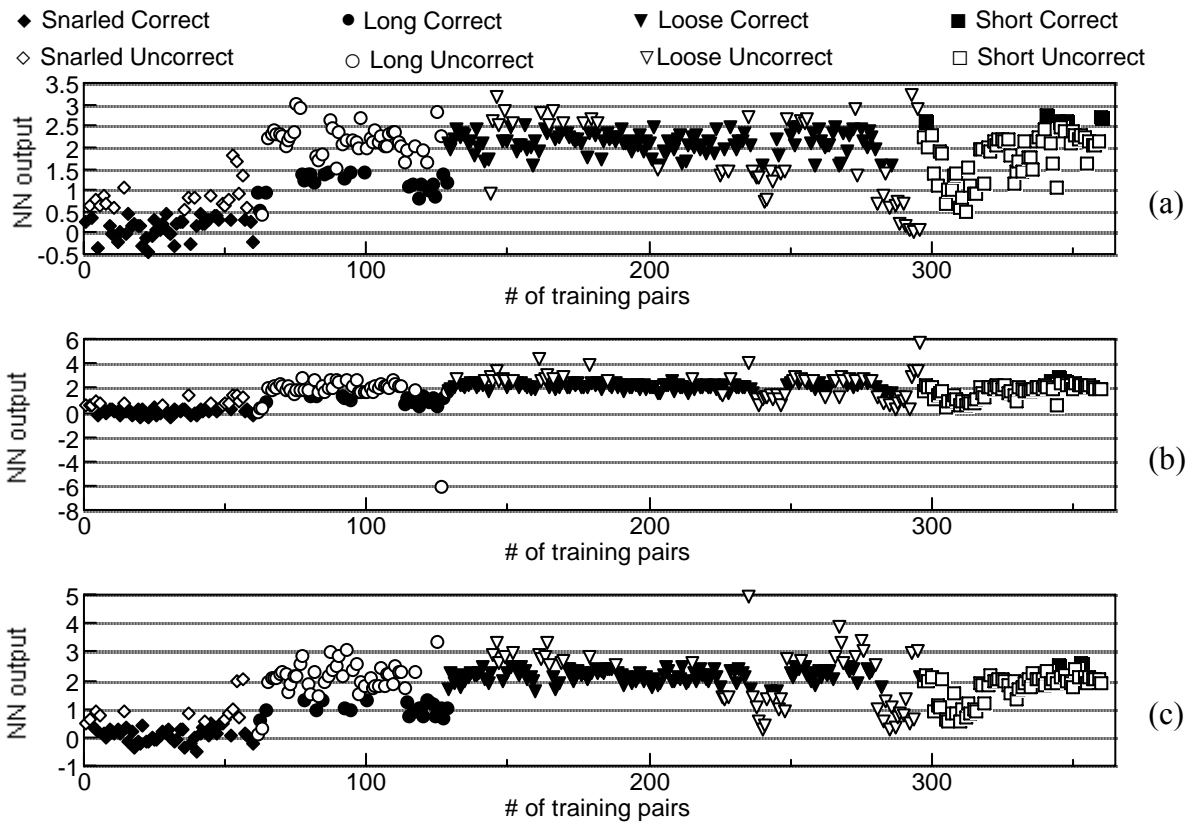 Snarled Correct Long Correct Loose Correct Short Correct
Snarled Uncorrect Long Uncorrect Loose Uncorrect Short Uncorrect
3.5
3
2.5
2
1.5
1
0.5
0
-0.5
NN output
0 100 200 300
# of training pairs
(a)
6
4
2
0
-2
-4
-6
-8
NN output
0 100 200 300
# of training pairs
(b)
5
4
3
2
1
0
-1
NN output
0 100 200 300
# of training pairs
(c)